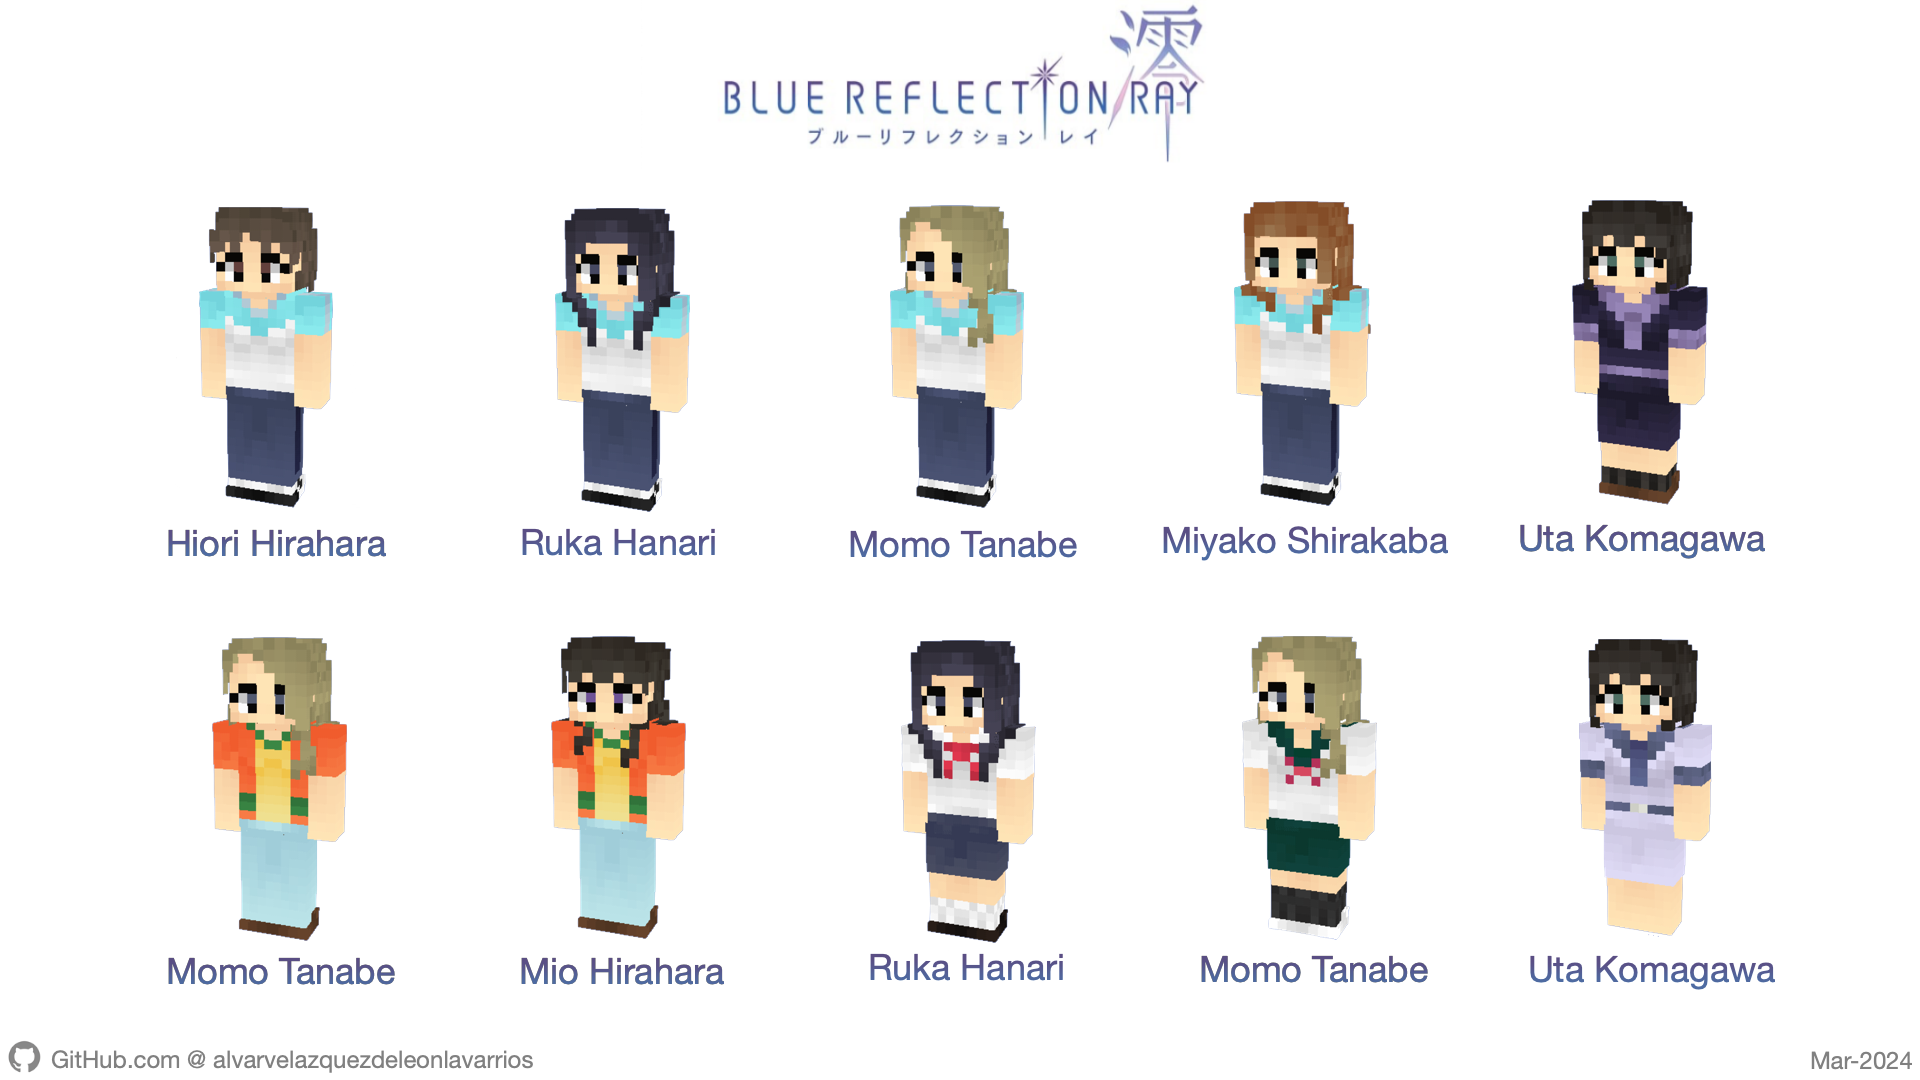 澪
BLUE REFLECTION RAY
ブルーリフレクション レイ
Hiori Hirahara
Ruka Hanari
Momo Tanabe
Miyako Shirakaba
Uta Komagawa
Momo Tanabe
Mio Hirahara
Ruka Hanari
Momo Tanabe
Uta Komagawa
GitHub.com @ alvarvelazquezdeleonlavarrios
Mar-2024